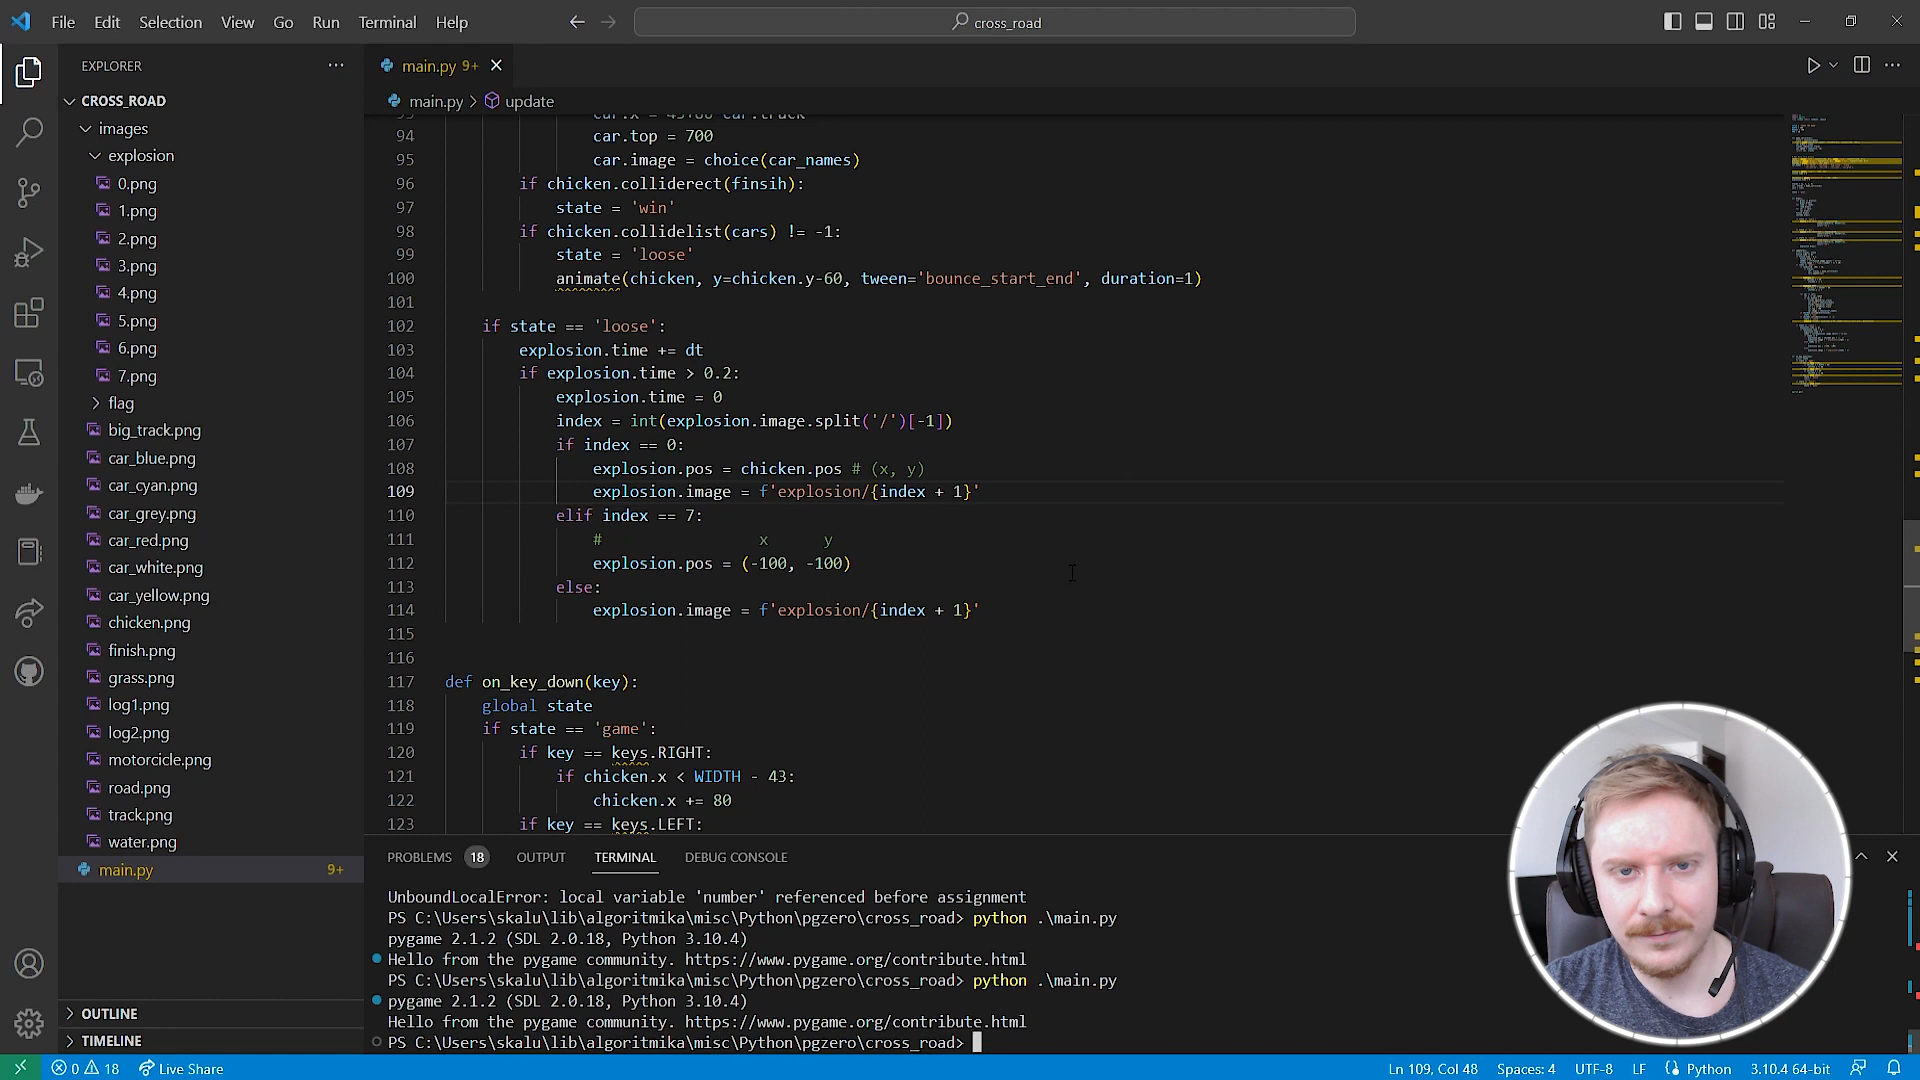 File Edit Selection View Go Run Terminal Help
cross_road
EXPLORER
CROSS_ROAD
images
explosion
0.png
1.png
2.png
3.png
4.png
5.png
6.png
7.png
flag
big_track.png
car_blue.png
car_cyan.png
car_grey.png
car_red.png
car_white.png
car_yellow.png
chicken.png
finish.png
grass.png
log1.png
log2.png
motorcicle.png
road.png
track.png
water.png
main.py 9+
OUTLINE
TIMELINE
main.py 9+
main.py > update
94 car.top = 700
95 car.image = choice(car_names)
96 if chicken.colliderect(finsih):
97 state = 'win'
98 if chicken.collidelist(cars) != -1:
99 state = 'loose'
100 animate(chicken, y=chicken.y-60, tween='bounce_start_end', duration=1)
101
102 if state == 'loose':
103 explosion.time += dt
104 if explosion.time > 0.2:
105 explosion.time = 0
106 index = int(explosion.image.split('/')[-1])
107 if index == 0:
108 explosion.pos = chicken.pos # (x, y)
109 explosion.image = f'explosion/{index + 1}'
110 elif index == 7:
111 # x y
112 explosion.pos = (-100, -100)
113 else:
114 explosion.image = f'explosion/{index + 1}'
115
116
117 def on_key_down(key):
118 global state
119 if state == 'game':
120 if key == keys.RIGHT:
121 if chicken.x < WIDTH - 43:
122 chicken.x += 80
123 if key == keys.LEFT:
PROBLEMS 18 OUTPUT TERMINAL DEBUG CONSOLE
UnboundLocalError: local variable 'number' referenced before assignment
PS C:\Users\skalu\lib\algoritmika\misc\Python\pgzero\cross_road> python .\main.py
pygame 2.1.2 (SDL 2.0.18, Python 3.10.4)
Hello from the pygame community. https://www.pygame.org/contribute.html
PS C:\Users\skalu\lib\algoritmika\misc\Python\pgzero\cross_road> python .\main.py
pygame 2.1.2 (SDL 2.0.18, Python 3.10.4)
Hello from the pygame community. https://www.pygame.org/contribute.html
PS C:\Users\skalu\lib\algoritmika\misc\Python\pgzero\cross_road>
0 18 Live Share Ln 109, Col 48 Spaces: 4 UTF-8 LF Python 3.10.4 64-bit